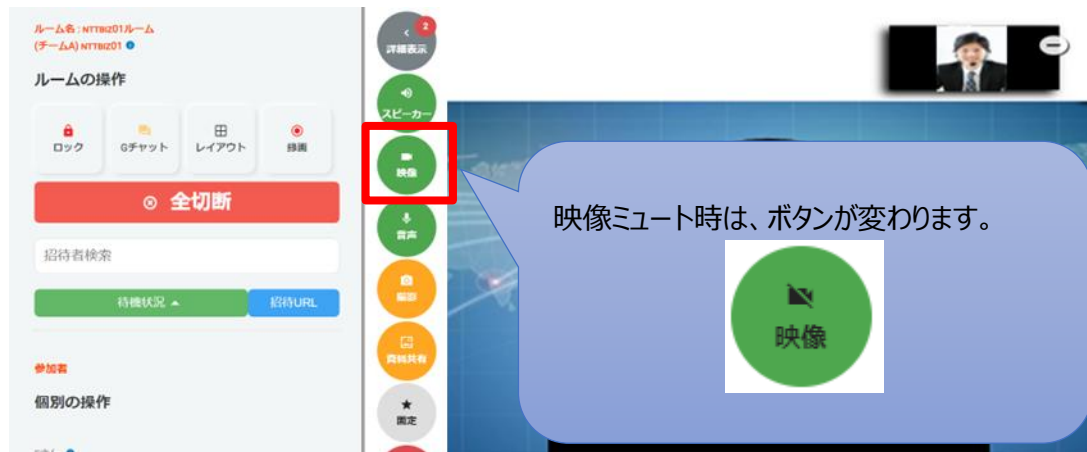 ルーム名 : NTTBIZ01ルーム
(チームA) NTTBIZ01
ルームの操作
ロック
Gチャット
レイアウト
録画
全切断
招待者検索
待機状況
招待URL
参加者
個別の操作
2
詳細表示
スピーカー
映像
音声
撮影
資料共有
固定
映像ミュート時は、ボタンが変わります。
映像